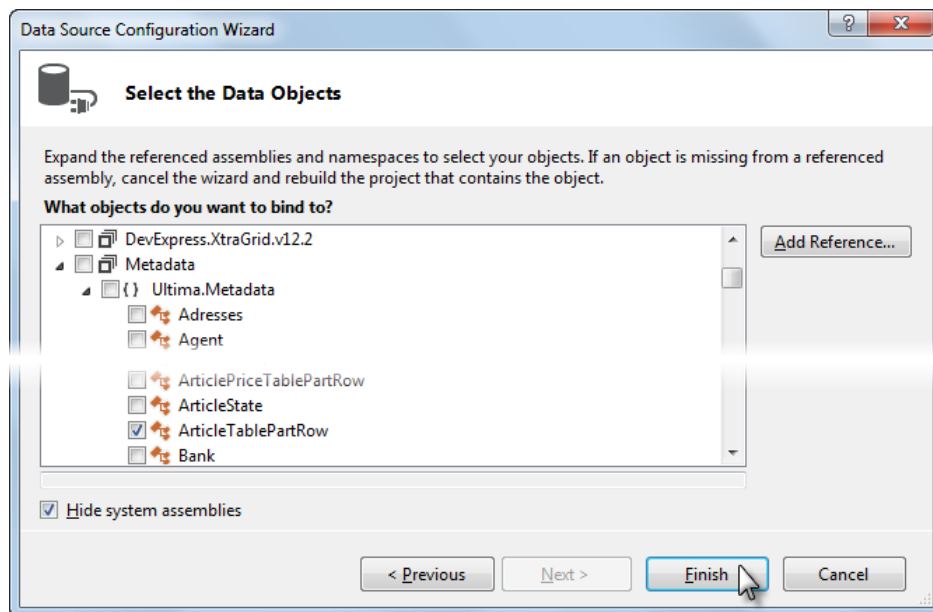 Data Source Configuration Wizard
Select the Data Objects
Expand the referenced assemblies and namespaces to select your objects. If an object is missing from a referenced
assembly, cancel the wizard and rebuild the project that contains the object.
What objects do you want to bind to?
DevExpress.XtraGrid.v12.2
Add Reference...
Metadata
{ } Ultima.Metadata
Adresses
Agent
ArticlePriceTablePartRow
ArticleState
ArticleTablePartRow
Bank
Hide system assemblies
< Previous
Next >
Finish
Cancel